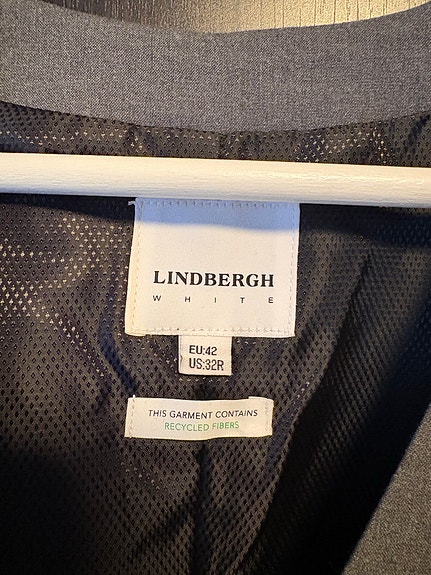 LINDBERGH
WHITE
EU:42
US:32R
THIS GARMENT CONTAINS
RECYCLED FIBERS